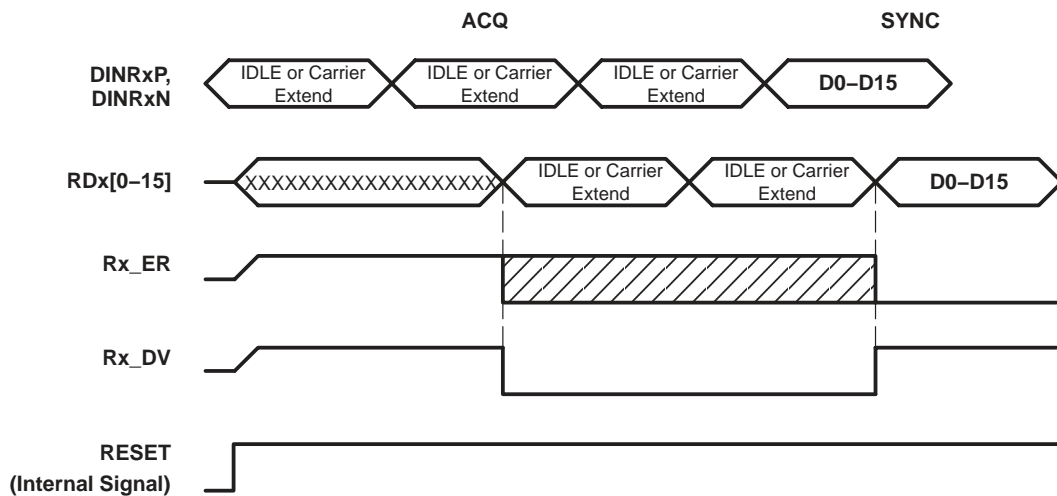 ACQ SYNC
DINRxP,
DINRxN
IDLE or Carrier
Extend
IDLE or Carrier
Extend
IDLE or Carrier
Extend
D0–D15
RDx[0–15]
XXXXXXXXXXXXXXXXXXX
IDLE or Carrier
Extend
IDLE or Carrier
Extend
D0–D15
Rx_ER
Rx_DV
RESET
(Internal Signal)